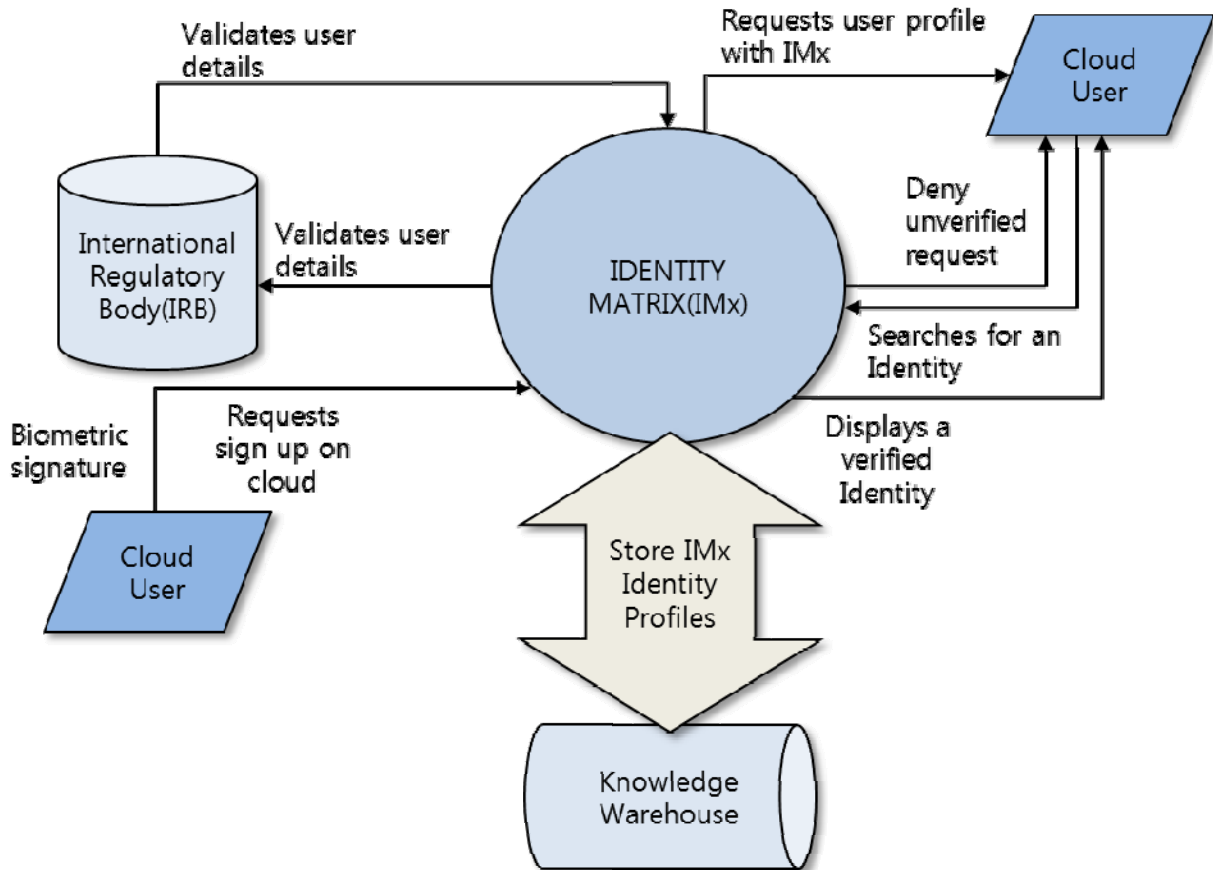 Validates user
details
Requests user profile
with IMx
Cloud
User
International
Regulatory
Body(IRB)
Validates user
details
IDENTITY
MATRIX(IMx)
Deny
unverified
request
Searches for an
Identity
Biometric
signature
Requests
sign up on
cloud
Displays a
verified
Identity
Cloud
User
Store IMx
Identity
Profiles
Knowledge
Warehouse